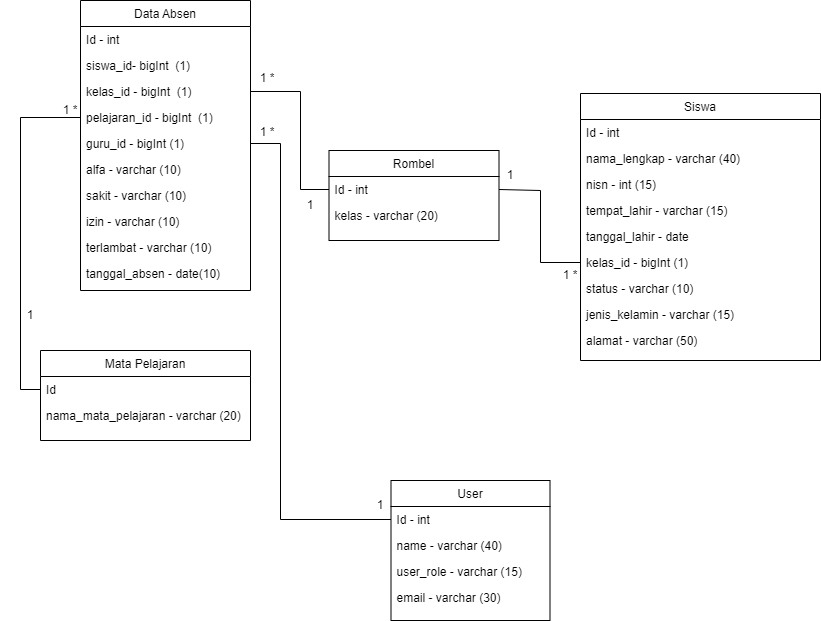 Data Absen
Id - int
siswa_id- bigInt  (1)
kelas_id - bigInt  (1)
pelajaran_id - bigInt  (1)
guru_id - bigInt (1)
alfa - varchar (10)
sakit - varchar (10)
izin - varchar (10)
terlambat - varchar (10)
tanggal_absen - date(10)
1 *
1 *
1 *
1
1
Rombel
Id - int
kelas - varchar (20)
1
1 *
Siswa
Id - int
nama_lengkap - varchar (40)
nisn - int (15)
tempat_lahir - varchar (15)
tanggal_lahir - date
kelas_id - bigInt (1)
status - varchar (10)
jenis_kelamin - varchar (15)
alamat - varchar (50)
Mata Pelajaran
Id
nama_mata_pelajaran - varchar (20)
1
User
Id - int
name - varchar (40)
user_role - varchar (15)
email - varchar (30)